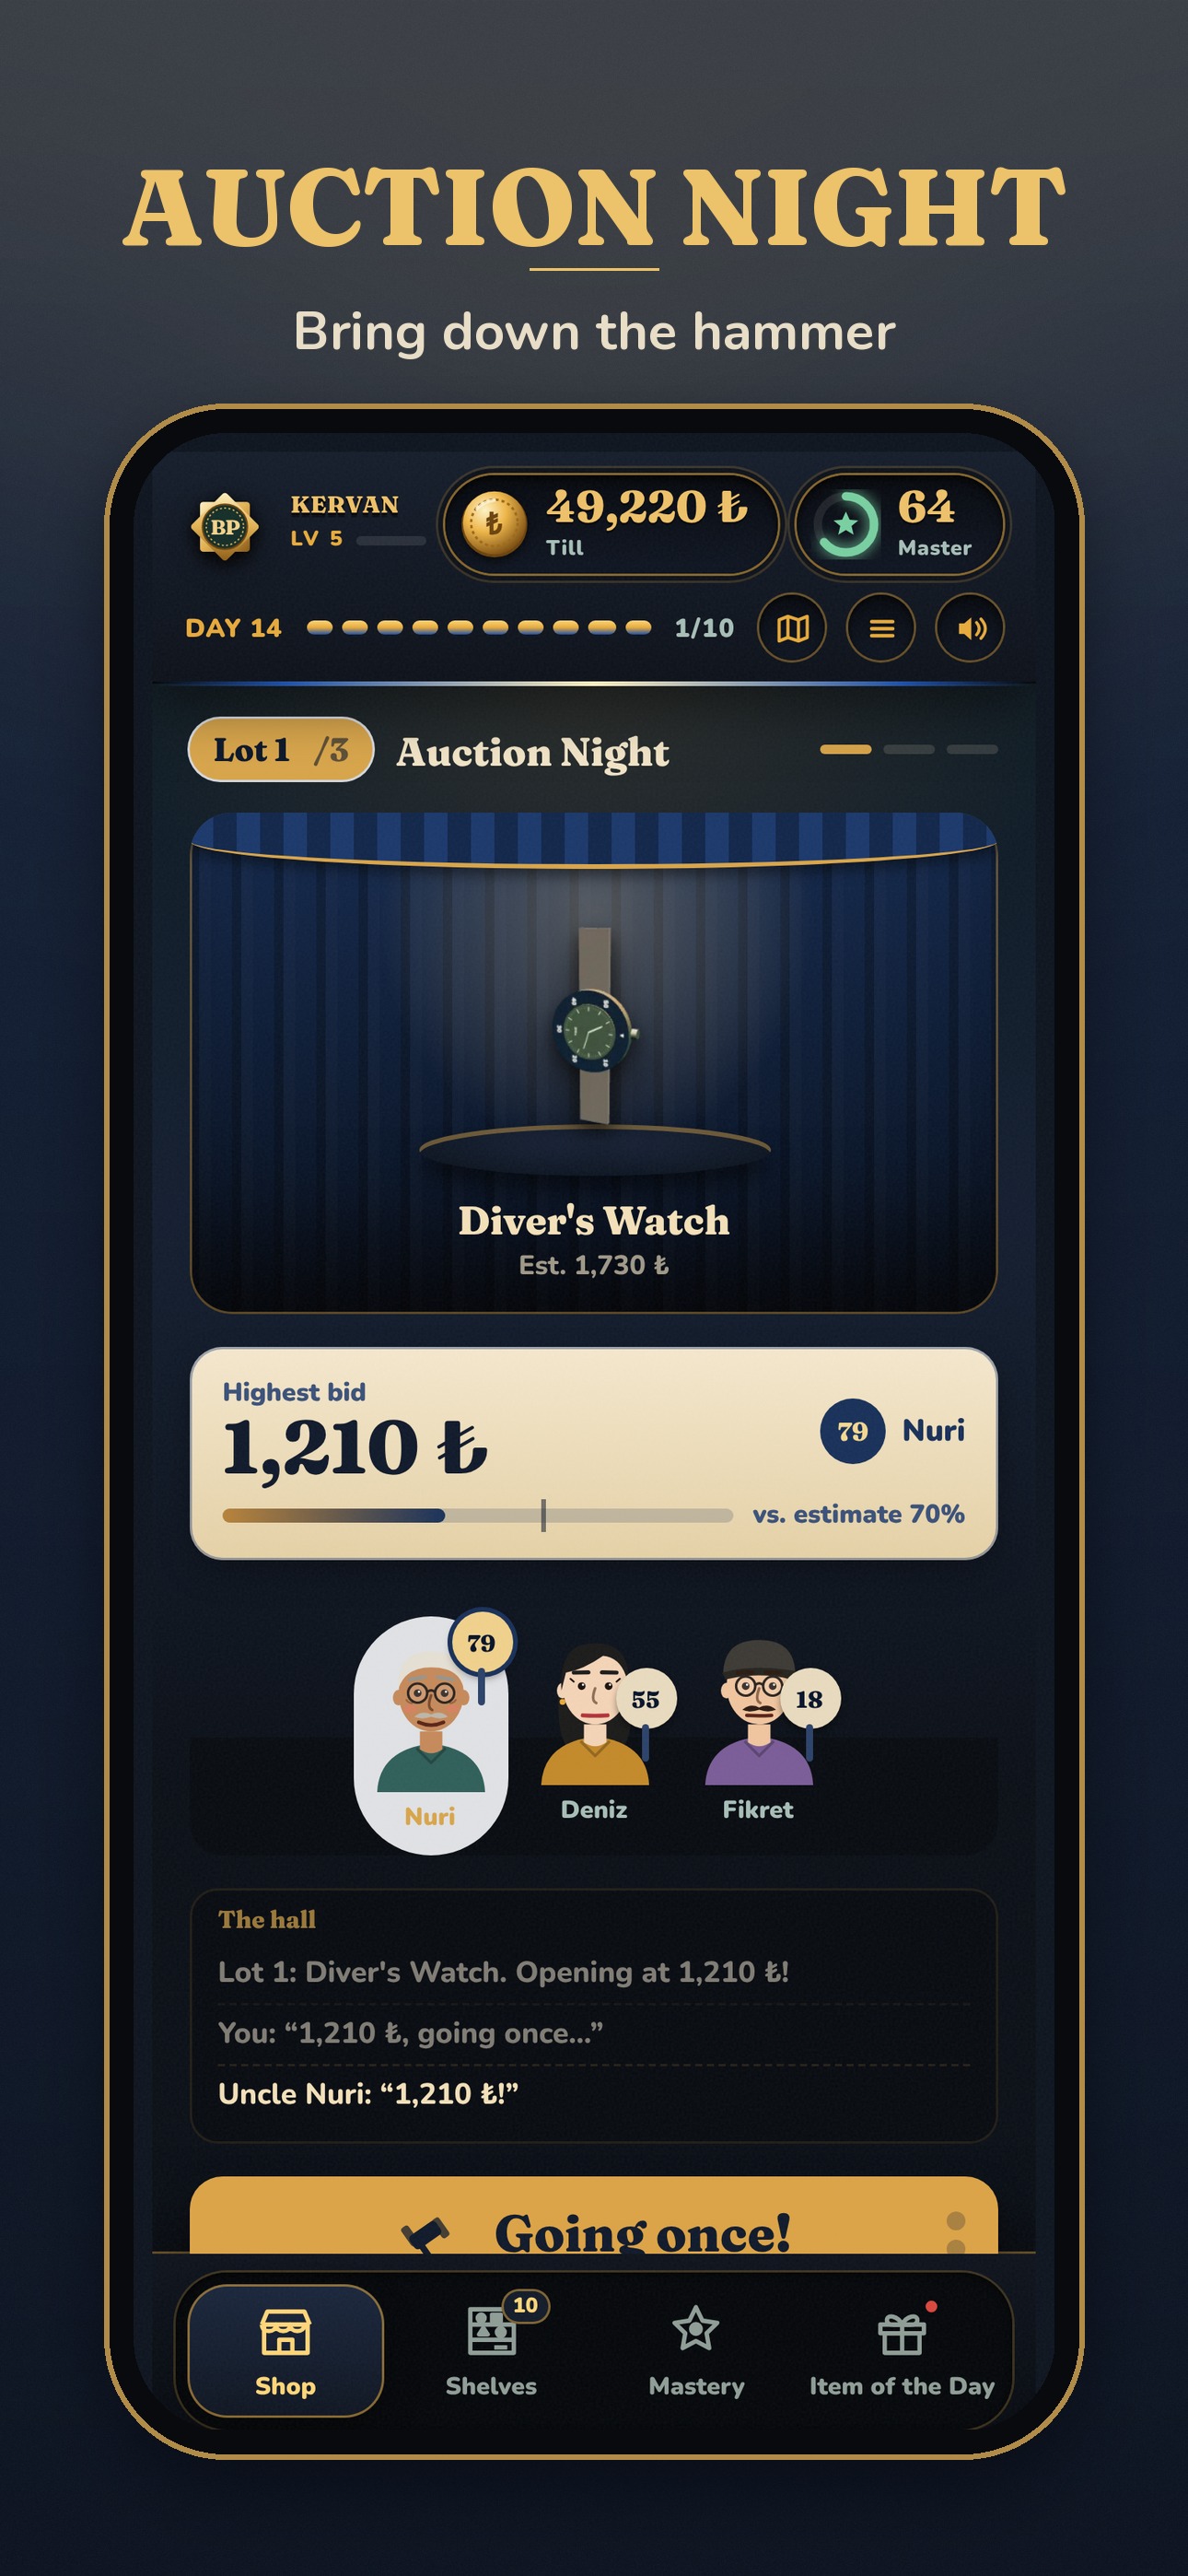 AUCTION NIGHT
Bring down the hammer
BP
KERVAN
LV 5
₺
49,220 ₺
Till
64
Master
DAY 14
1/10
Lot 1 /3
Auction Night
Diver's Watch
Est. 1,730 ₺
Highest bid
1,210 ₺
79 Nuri
vs. estimate 70%
79
55
18
Nuri
Deniz
Fikret
The hall
Lot 1: Diver's Watch. Opening at 1,210 ₺!
You: “1,210 ₺, going once...”
Uncle Nuri: “1,210 ₺!”
Going once!
10
Shop
Shelves
Mastery
Item of the Day